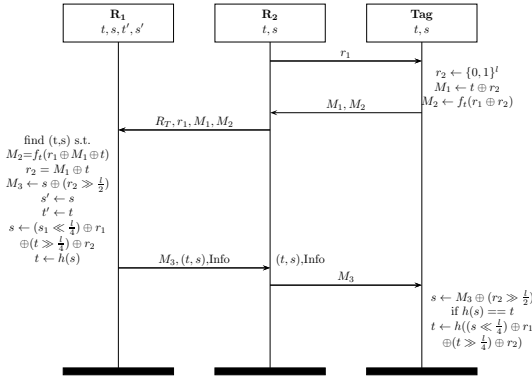 R₁
t, s, t′, s′
R₂
t, s
Tag
t, s
r₁
r₂ ← {0, 1}^l
M₁ ← t ⊕ r₂
M₂ ← f_t(r₁ ⊕ r₂)
M₁, M₂
R_T, r₁, M₁, M₂
find (t,s) s.t.
M₂=f_t(r₁ ⊕ M₁ ⊕ t)
r₂ = M₁ ⊕ t
M₃ ← s ⊕ (r₂ ≫ l/2)
s′ ← s
t′ ← t
s ← (s₁ ≪ l/4) ⊕ r₁
⊕(t ≫ l/4) ⊕ r₂
t ← h(s)
M₃, (t, s),Info
(t, s),Info
M₃
s ← M₃ ⊕ (r₂ ≫ l/2)
if h(s) == t
t ← h((s ≪ l/4) ⊕ r₁
⊕(t ≫ l/4) ⊕ r₂)